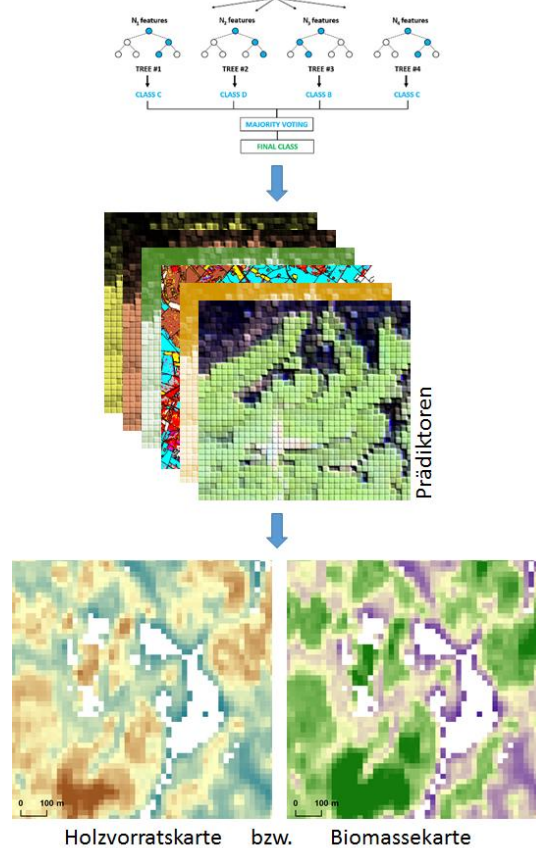 N₁ features N₂ features N₃ features N₄ features
TREE #1 TREE #2 TREE #3 TREE #4
CLASS C CLASS D CLASS B CLASS C
MAJORITY VOTING
FINAL CLASS
Prädiktoren
0 100 m 0 100 m
Holzvorratskarte bzw. Biomassekarte